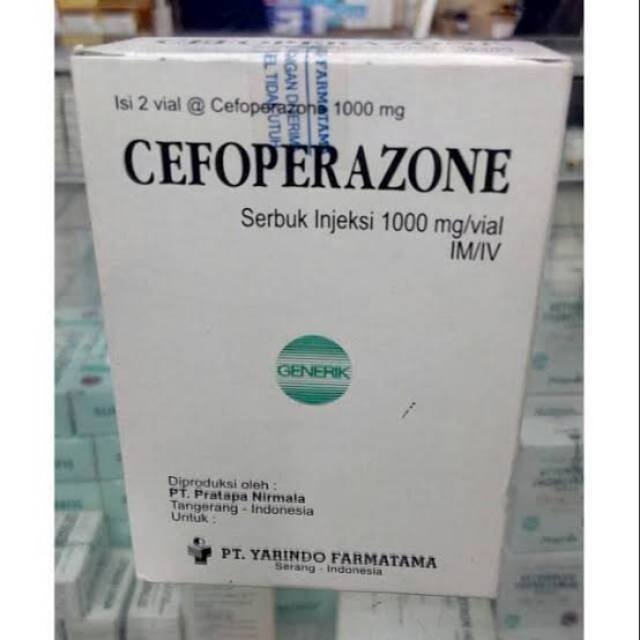 CEFOPERAZONE
Isi 2 vial @ Cefoperazone 1000 mg
CEFOPERAZONE
Serbuk Injeksi 1000 mg/vial
IM/IV
GENERIK
Diproduksi oleh :
PT. Pratapa Nirmala
Tangerang - Indonesia
Untuk :
PT. YARINDO FARMATAMA
Serang - Indonesia